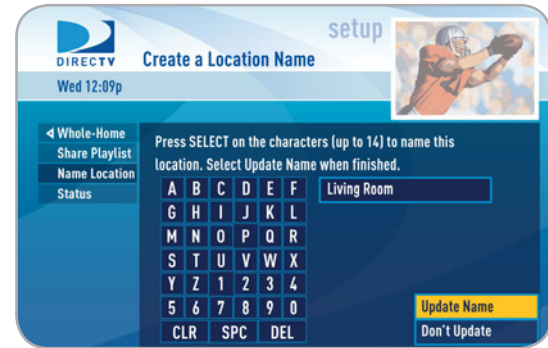 setup
DIRECTV
Create a Location Name
Wed 12:09p
Whole-Home
Share Playlist
Name Location
Status
Press SELECT on the characters (up to 14) to name this
location. Select Update Name when finished.
A B C D E F
G H I J K L
M N O P Q R
S T U V W X
Y Z 1 2 3 4
5 6 7 8 9 0
CLR SPC DEL
Living Room
Update Name
Don't Update